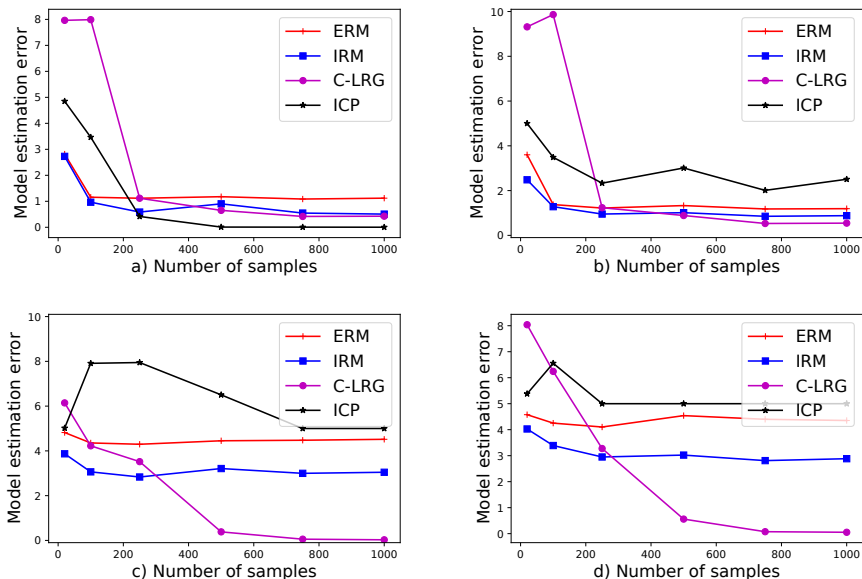 Model estimation error
8
7
6
5
4
3
2
1
0
ERM
IRM
C-LRG
ICP
0 200 400 600 800 1000
a) Number of samples
Model estimation error
10
8
6
4
2
0
ERM
IRM
C-LRG
ICP
0 200 400 600 800 1000
b) Number of samples
Model estimation error
10
8
6
4
2
0
ERM
IRM
C-LRG
ICP
0 200 400 600 800 1000
c) Number of samples
Model estimation error
8
7
6
5
4
3
2
1
0
ERM
IRM
C-LRG
ICP
0 200 400 600 800 1000
d) Number of samples